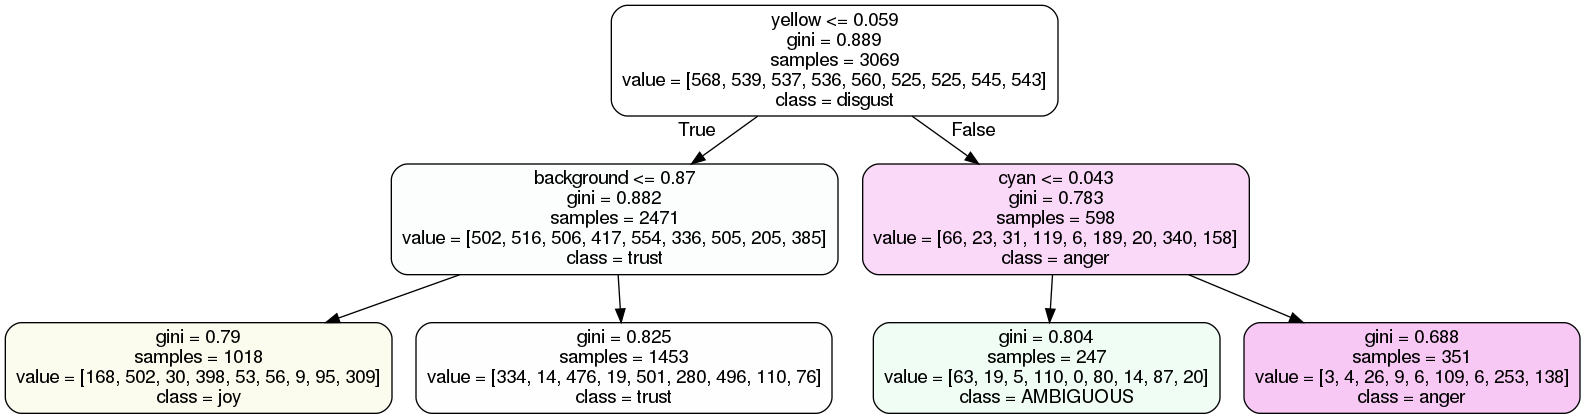 yellow <= 0.059
gini = 0.889
samples = 3069
value = [568, 539, 537, 536, 560, 525, 525, 545, 543]
class = disgust
True
False
background <= 0.87
gini = 0.882
samples = 2471
value = [502, 516, 506, 417, 554, 336, 505, 205, 385]
class = trust
cyan <= 0.043
gini = 0.783
samples = 598
value = [66, 23, 31, 119, 6, 189, 20, 340, 158]
class = anger
gini = 0.79
samples = 1018
value = [168, 502, 30, 398, 53, 56, 9, 95, 309]
class = joy
gini = 0.825
samples = 1453
value = [334, 14, 476, 19, 501, 280, 496, 110, 76]
class = trust
gini = 0.804
samples = 247
value = [63, 19, 5, 110, 0, 80, 14, 87, 20]
class = AMBIGUOUS
gini = 0.688
samples = 351
value = [3, 4, 26, 9, 6, 109, 6, 253, 138]
class = anger